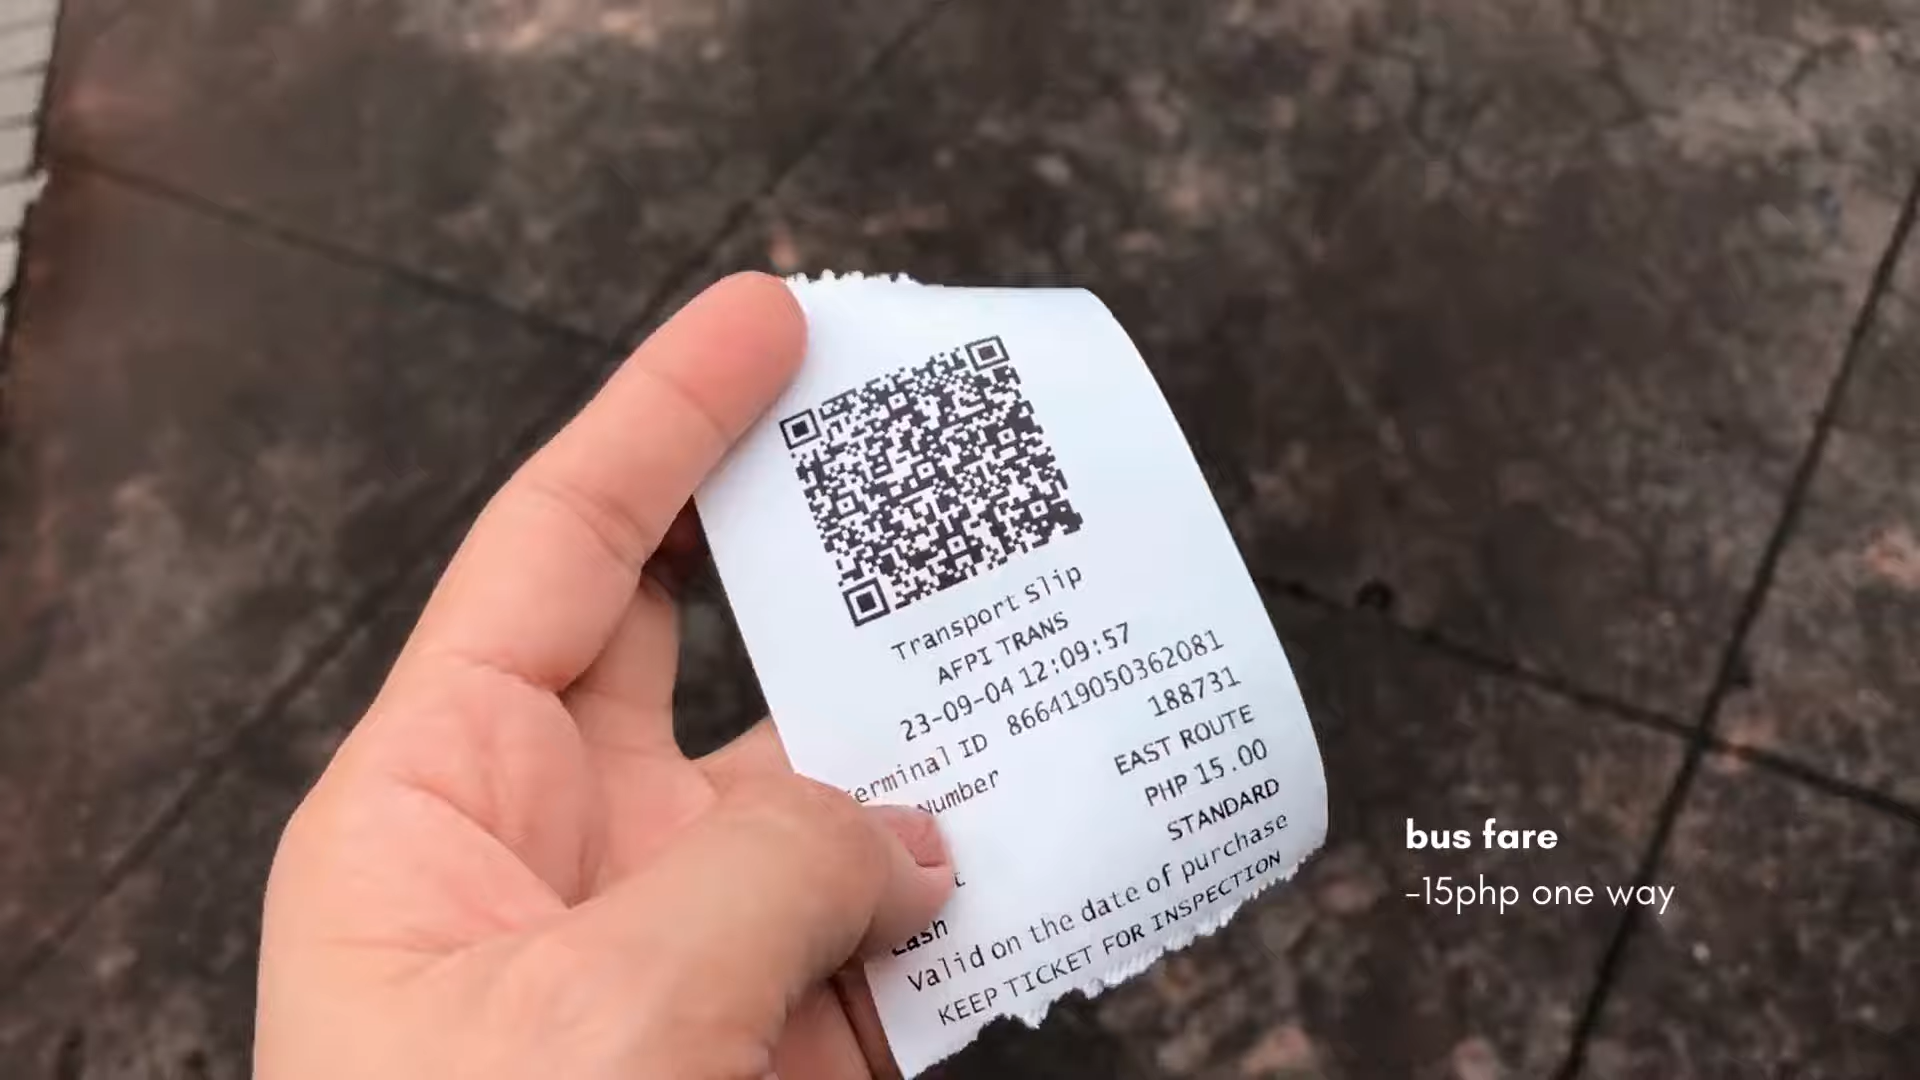 Transport Slip
AFPI TRANS
23-09-04 12:09:57
erminal ID 866419050362081
Number 188731
EAST ROUTE
PHP 15.00
STANDARD
Cash
Valid on the date of purchase
KEEP TICKET FOR INSPECTION
bus fare
-15php one way